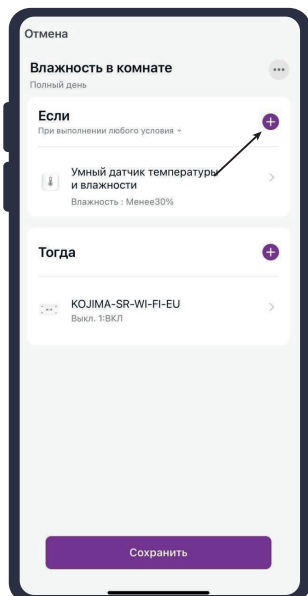 Отмена
Влажность в комнате
Полный день
Если
При выполнении любого условия
Умный датчик температуры
и влажности
Влажность : Менее30%
Тогда
KOJIMA-SR-WI-FI-EU
Выкл. 1:ВКЛ
Сохранить